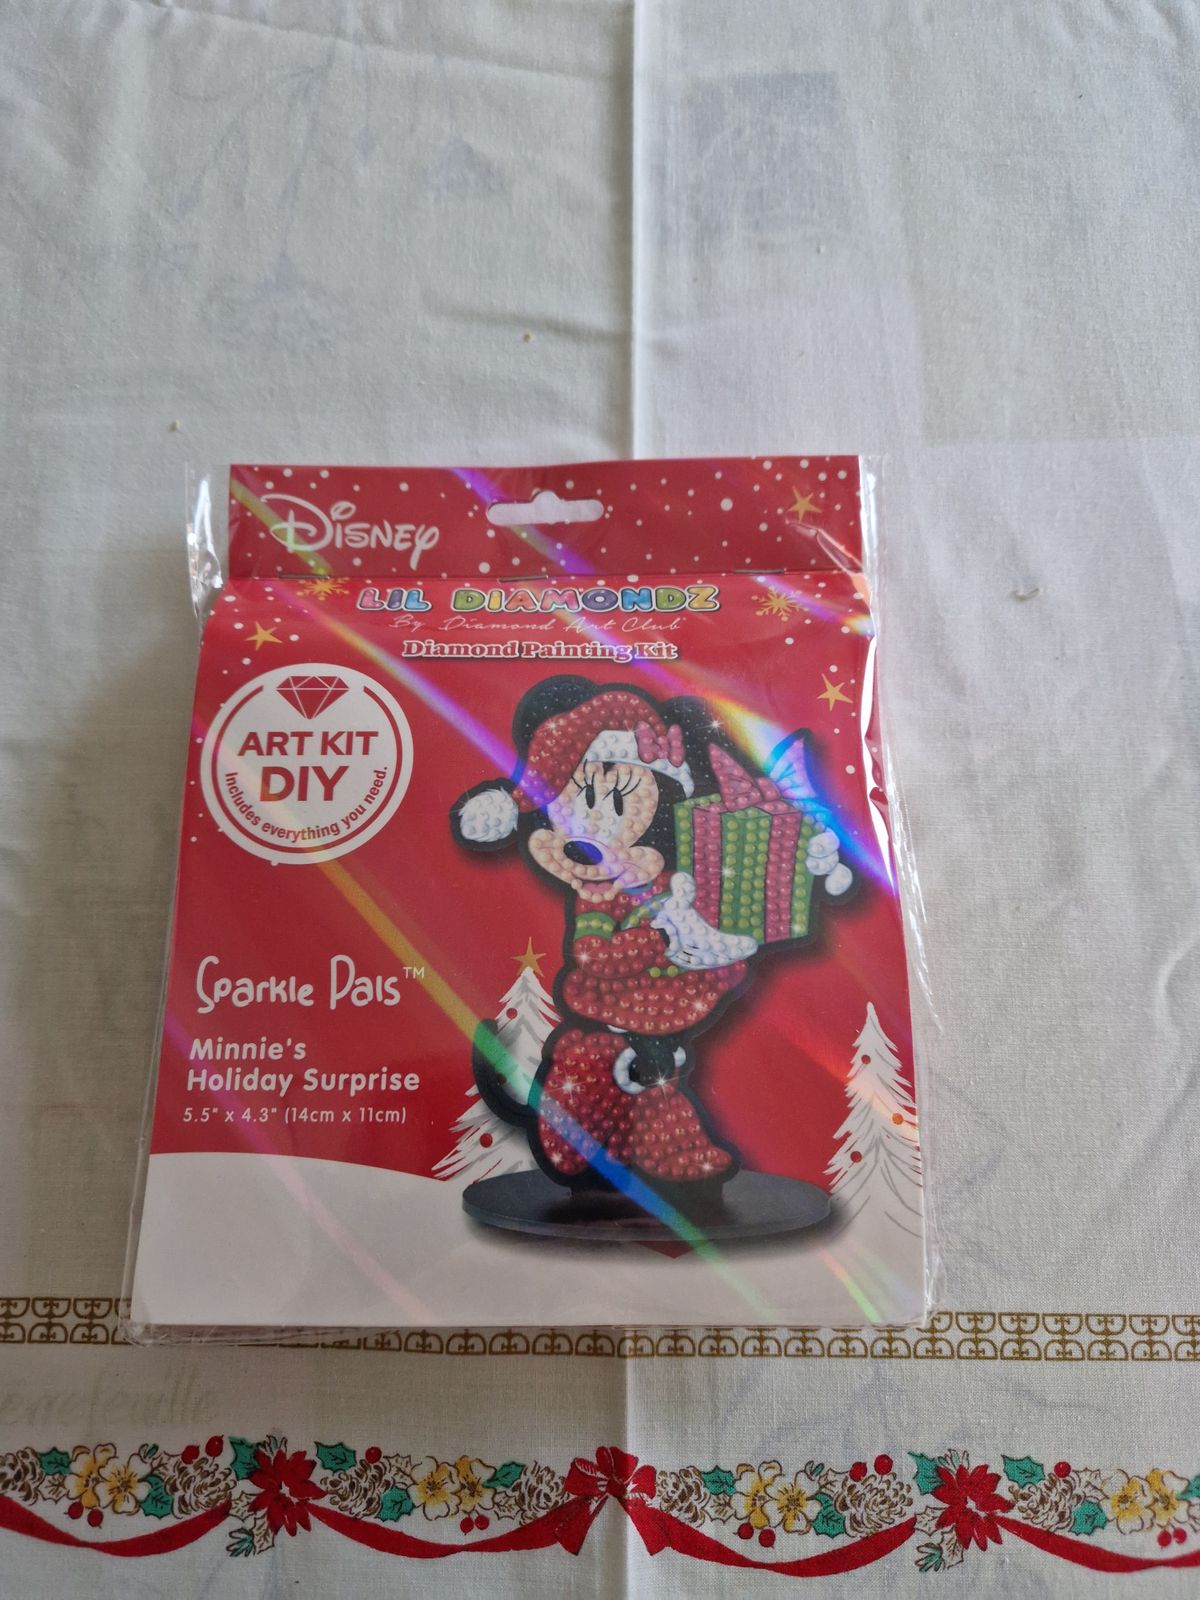 Disney
LIL DIAMONDZ
By Diamond Art Club
Diamond Painting Kit
ART KIT
DIY
Includes everything you need.
Sparkle Pals™
Minnie's
Holiday Surprise
5.5" x 4.3" (14cm x 11cm)